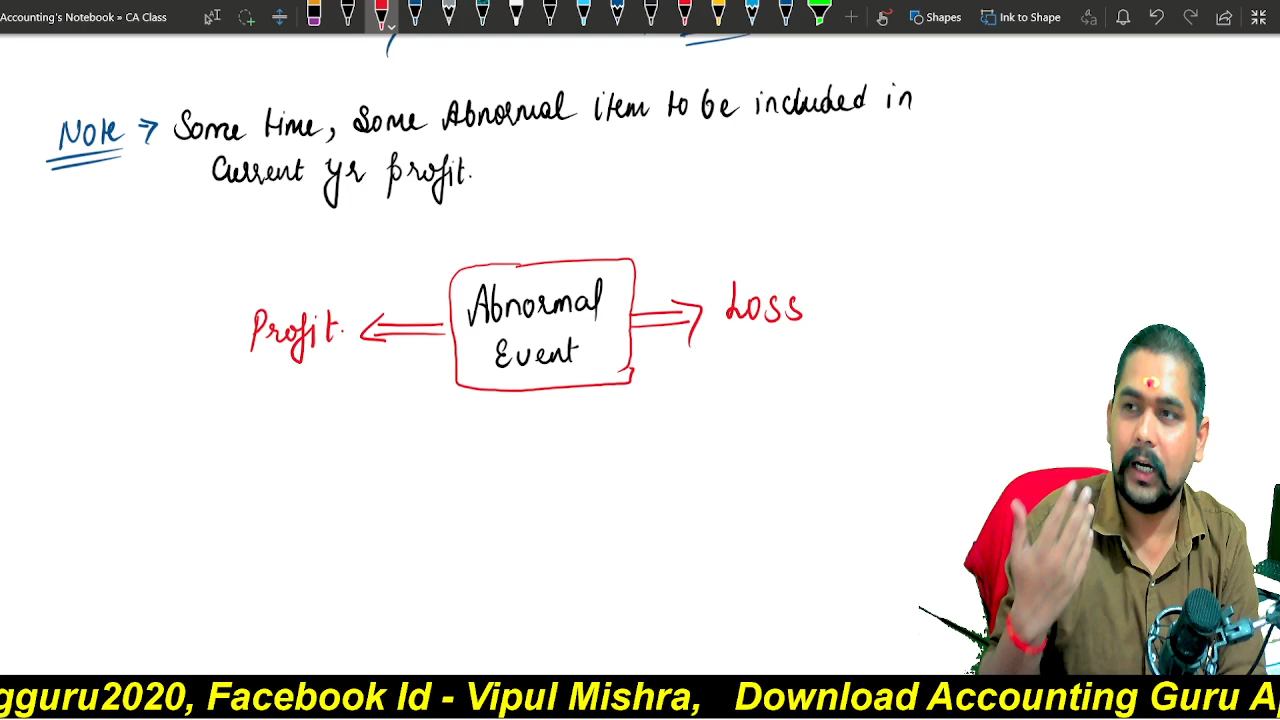 Accounting's Notebook » CA Class
Shapes
Ink to Shape
Note → Some time, Some Abnormal item to be included in
Current yr profit.
Profit.
Abnormal
Event
Loss
gguru2020, Facebook Id - Vipul Mishra, Download Accounting Guru A